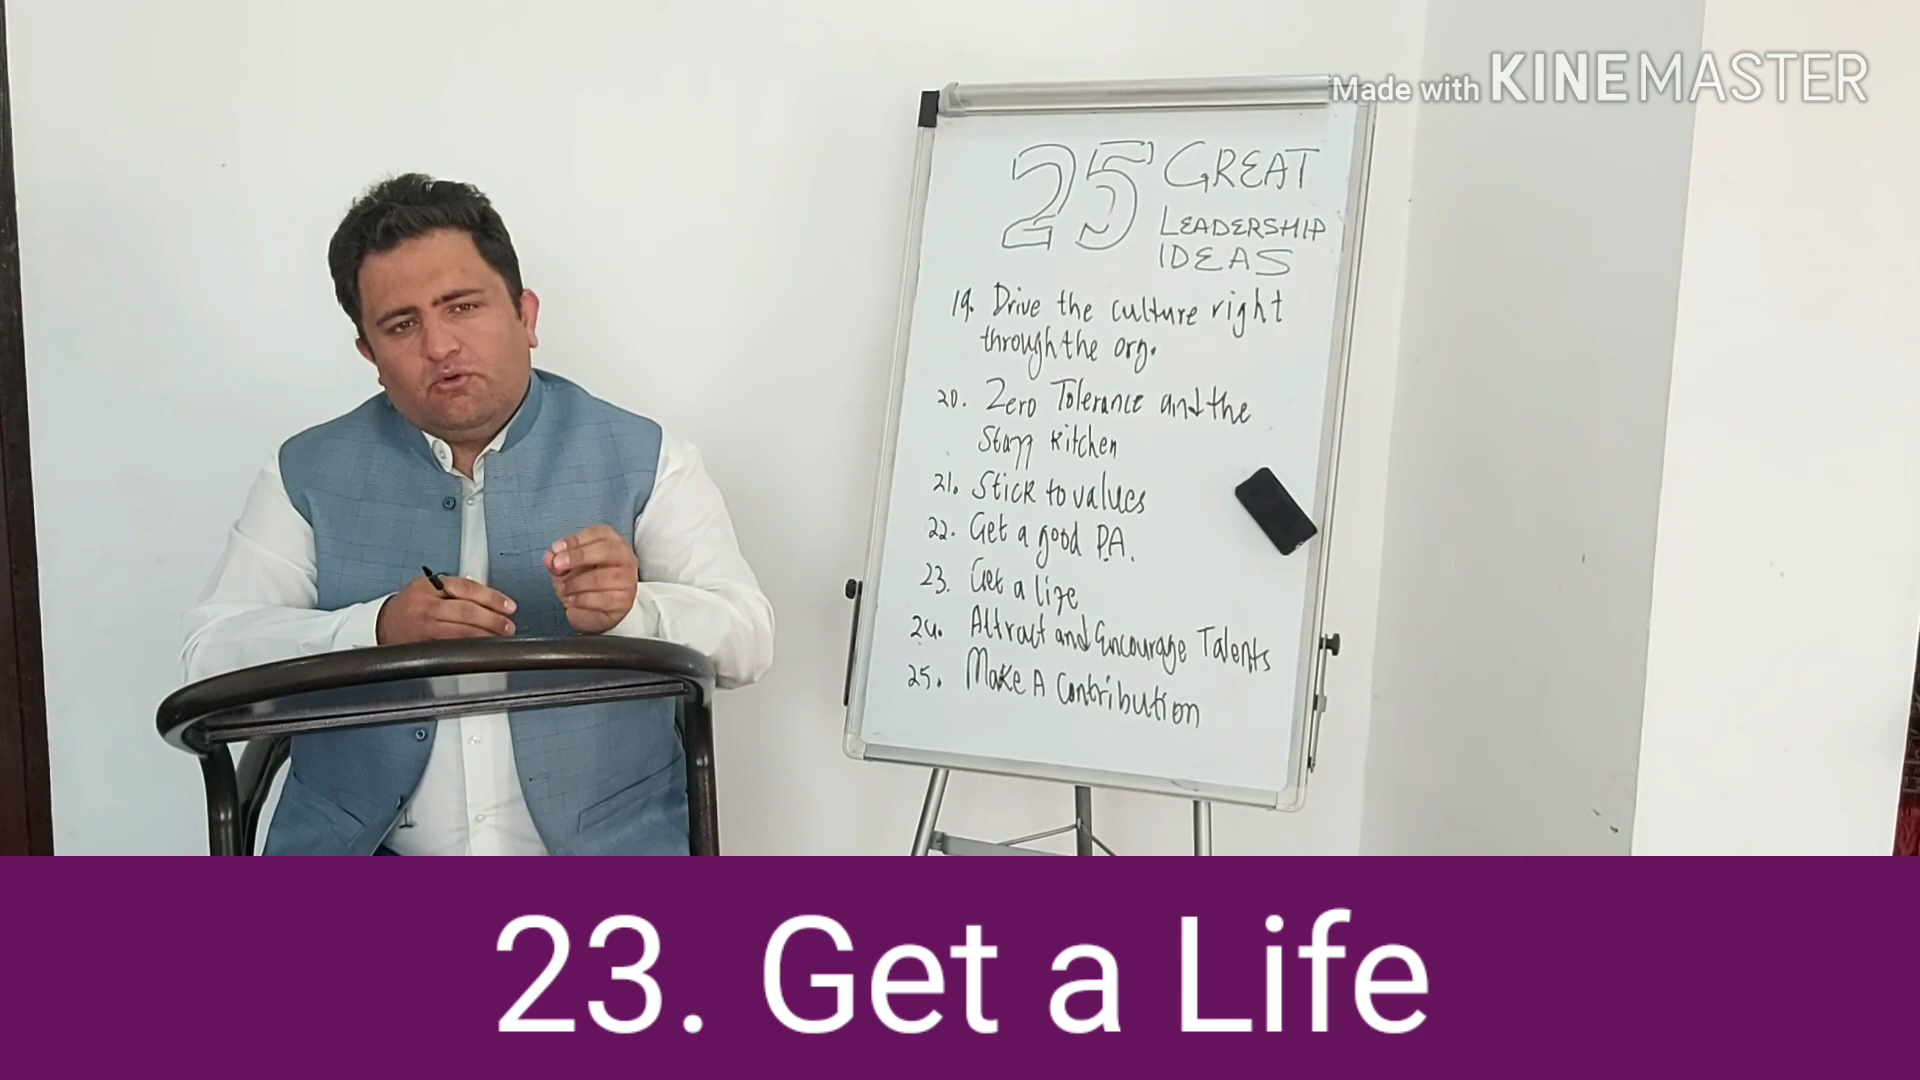 Made with KINEMASTER
25 GREAT
LEADERSHIP
IDEAS
19. Drive the culture right
through the org.
20. Zero Tolerance and the
Staff Kitchen
21. Stick to values
22. Get a good P.A.
23. Get a life
24. Attract and Encourage Talents
25. Make A Contribution
23. Get a Life